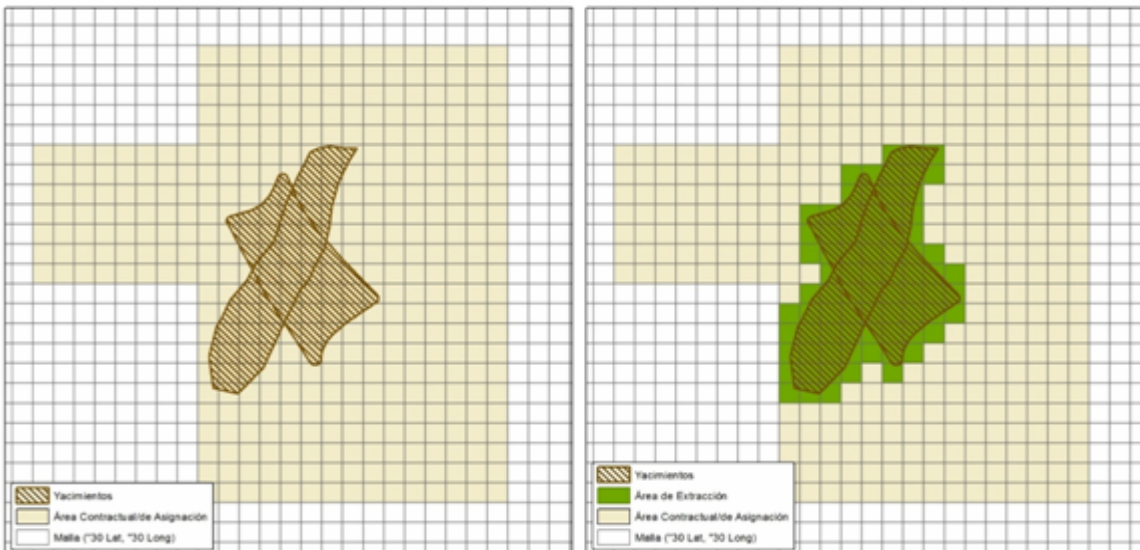 Yacimientos
Área Contractual/de Asignación
Malla ("30 Lat, "30 Long)
Yacimientos
Área de Extracción
Área Contractual/de Asignación
Malla ("30 Lat, "30 Long)